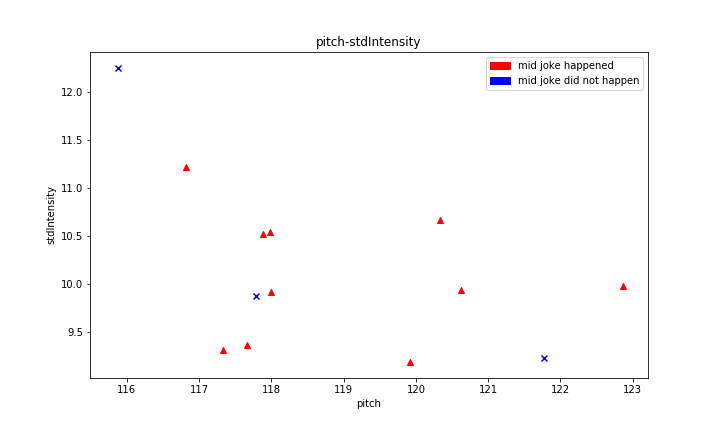 pitch-stdIntensity
mid joke happened
mid joke did not happen
12.0
11.5
11.0
10.5
10.0
9.5
stdIntensity
116 117 118 119 120 121 122 123
pitch